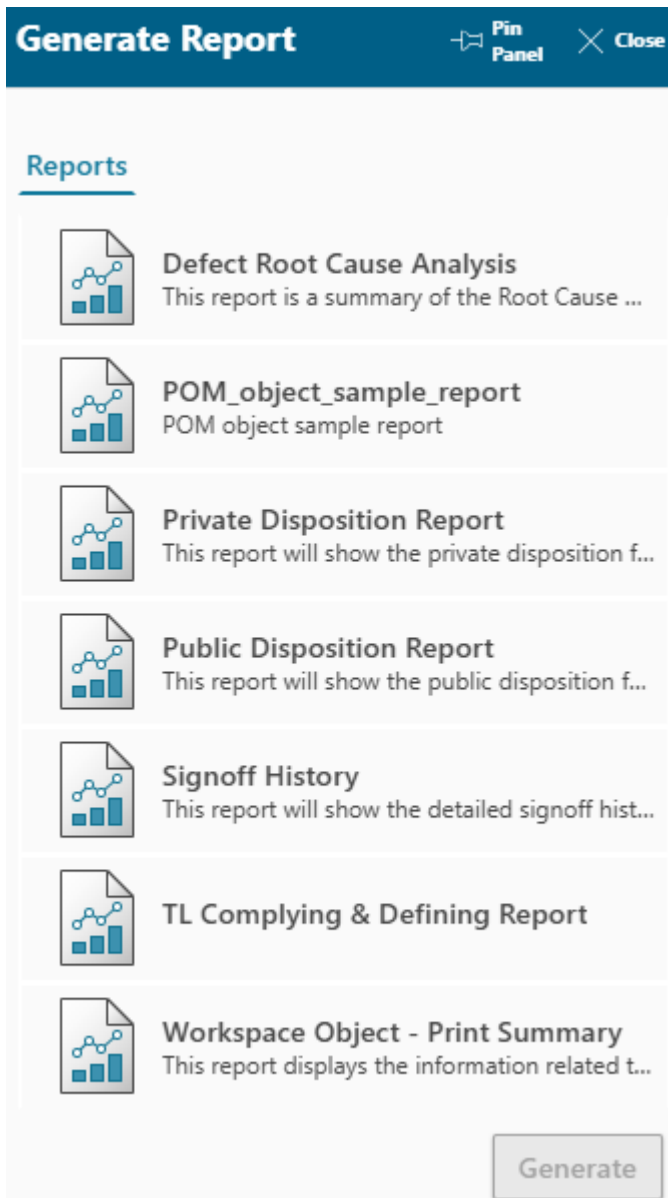 Generate Report
Pin
Panel
Close
Reports
Defect Root Cause Analysis
This report is a summary of the Root Cause ...
POM_object_sample_report
POM object sample report
Private Disposition Report
This report will show the private disposition f...
Public Disposition Report
This report will show the public disposition f...
Signoff History
This report will show the detailed signoff hist...
TL Complying & Defining Report
Workspace Object - Print Summary
This report displays the information related t...
Generate